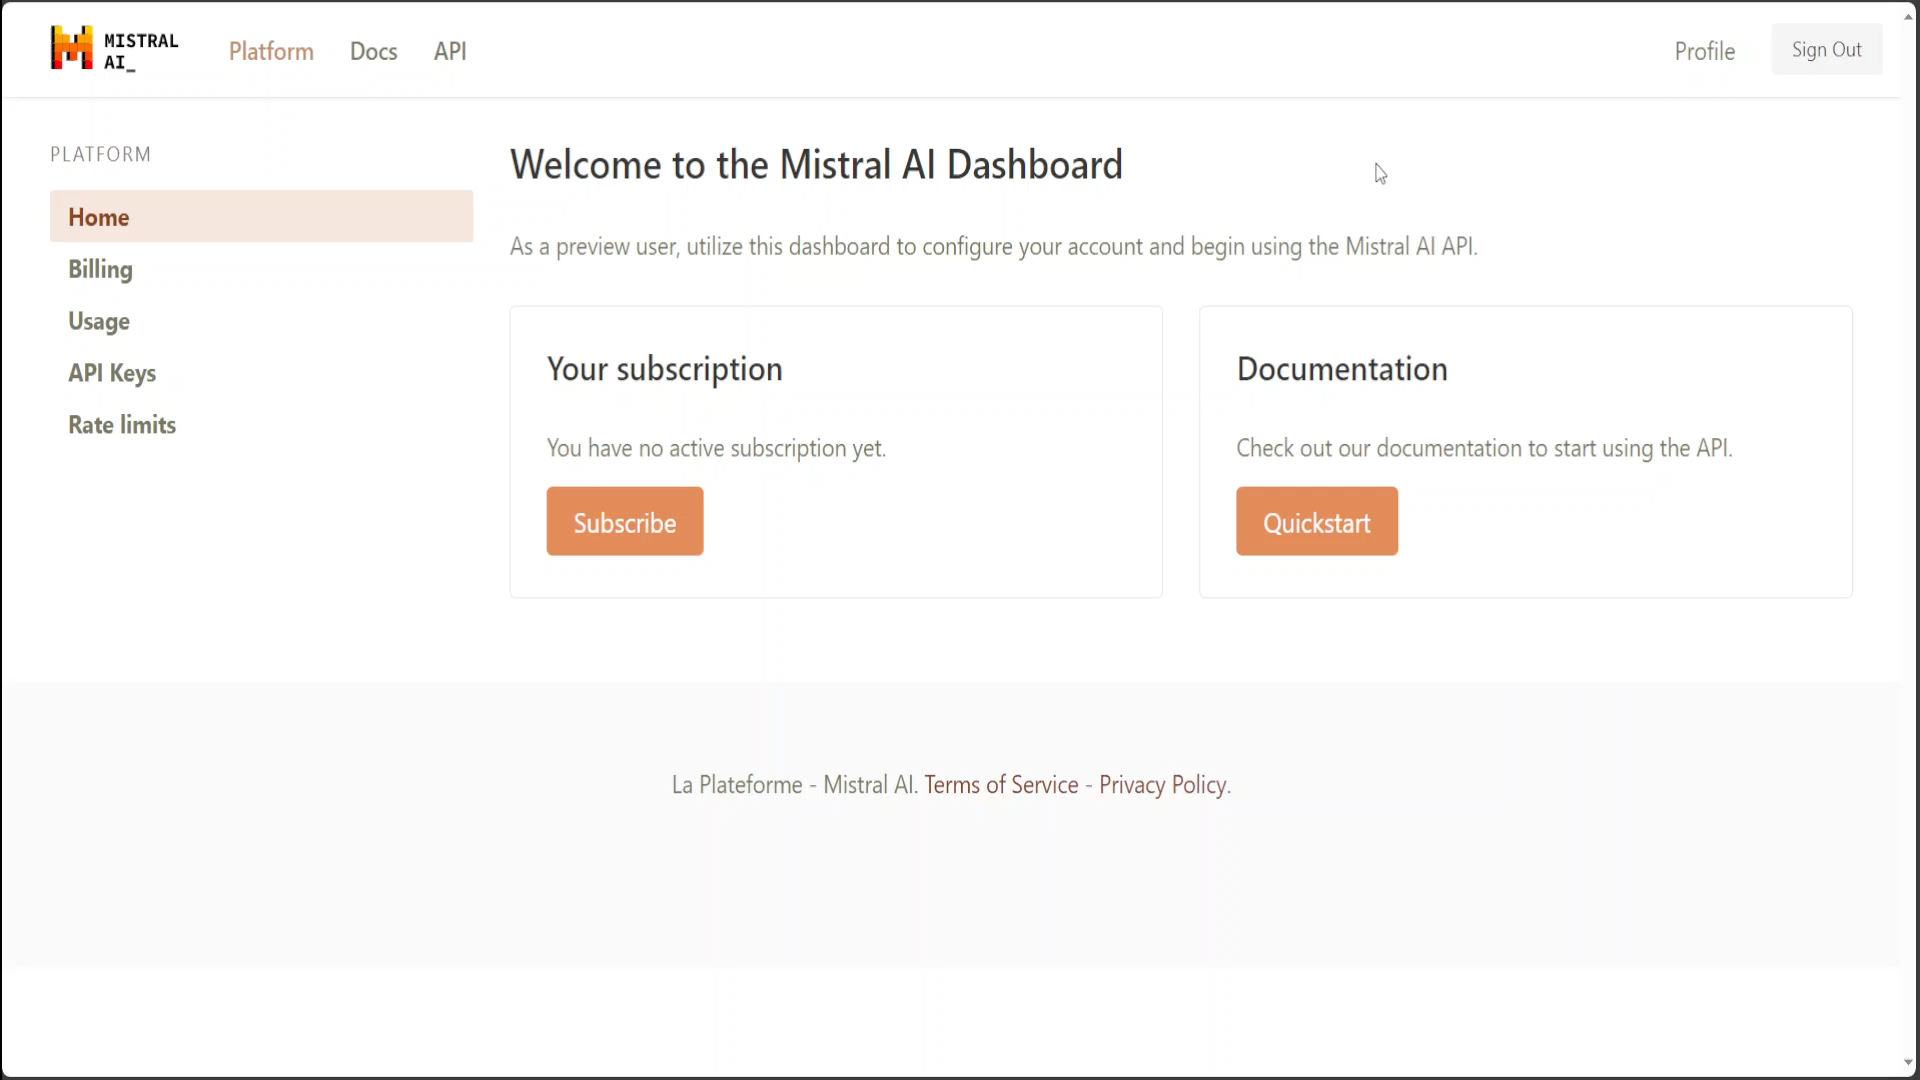 MISTRAL
AI_
Platform
Docs
API
Profile
Sign Out
PLATFORM
Home
Billing
Usage
API Keys
Rate limits
Welcome to the Mistral AI Dashboard
As a preview user, utilize this dashboard to configure your account and begin using the Mistral AI API.
Your subscription
You have no active subscription yet.
Subscribe
Documentation
Check out our documentation to start using the API.
Quickstart
La Plateforme - Mistral AI. Terms of Service - Privacy Policy.